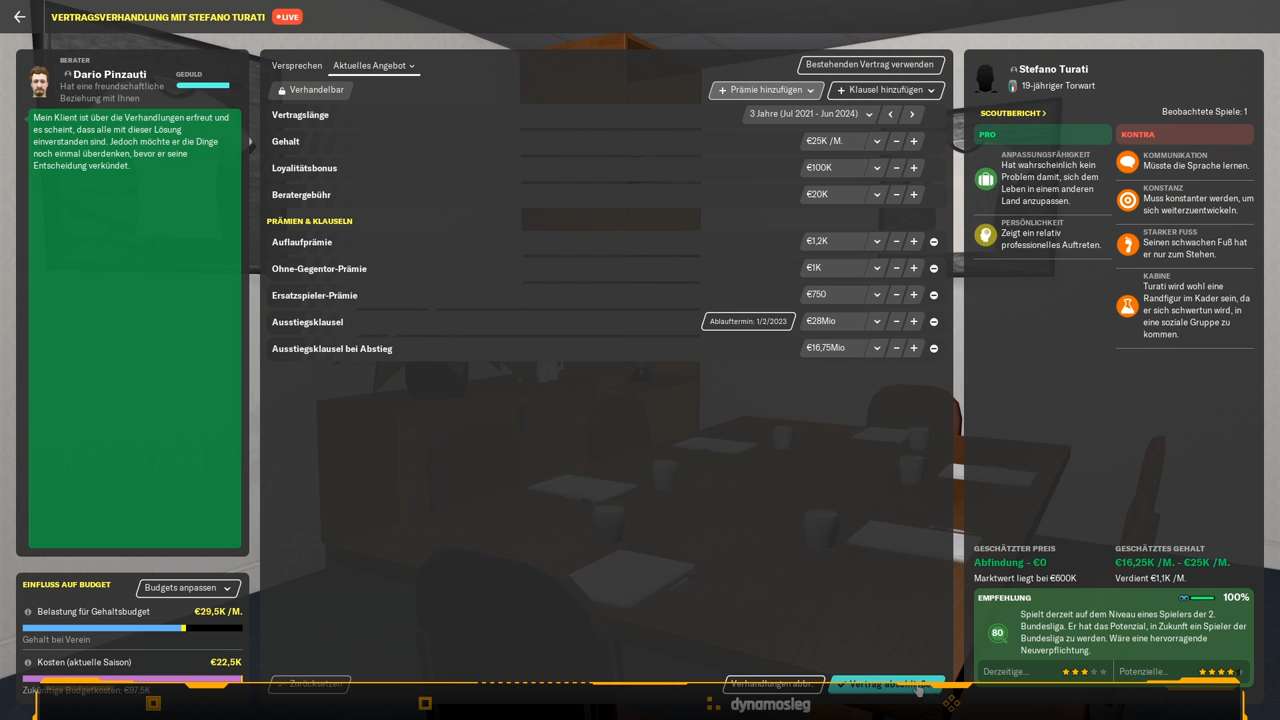 VERTRAGSVERHANDLUNG MIT STEFANO TURATI
LIVE
BERATER
Dario Pinzauti
Hat eine freundschaftliche
Beziehung mit Ihnen
GEDULD
Mein Klient ist über die Verhandlungen erfreut und
es scheint, dass alle mit dieser Lösung
einverstanden sind. Jedoch möchte er die Dinge
noch einmal überdenken, bevor er seine
Entscheidung verkündet.
EINFLUSS AUF BUDGET
Budgets anpassen
Belastung für Gehaltsbudget
€29,5K /M.
Gehalt bei Verein
Kosten (aktuelle Saison)
€22,5K
Zukünftige Budgetkosten: €97,5K
Versprechen
Aktuelles Angebot
Bestehenden Vertrag verwenden
Verhandelbar
Prämie hinzufügen
Klausel hinzufügen
Vertragslänge
3 Jahre (Jul 2021 - Jun 2024)
Gehalt
€25K /M.
Loyalitätsbonus
€100K
Beratergebühr
€20K
PRÄMIEN & KLAUSELN
Auflaufprämie
€1,2K
Ohne-Gegentor-Prämie
€1K
Ersatzspieler-Prämie
€750
Ausstiegsklausel
Ablauftermin: 1/2/2023
€28Mio
Ausstiegsklausel bei Abstieg
€16,75Mio
Zurücksetzen
Verhandlungen abbr.
Vertrag abschließe
Stefano Turati
19-jähriger Torwart
SCOUTBERICHT
Beobachtete Spiele: 1
PRO
ANPASSUNGSFÄHIGKEIT
Hat wahrscheinlich kein
Problem damit, sich dem
Leben in einem anderen
Land anzupassen.
PERSÖNLICHKEIT
Zeigt ein relativ
professionelles Auftreten.
KONTRA
KOMMUNIKATION
Müsste die Sprache lernen.
KONSTANZ
Muss konstanter werden, um
sich weiterzuentwickeln.
STARKER FUSS
Seinen schwachen Fuß hat
er nur zum Stehen.
KABINE
Turati wird wohl eine
Randfigur im Kader sein, da
er sich schwertun wird, in
eine soziale Gruppe zu
kommen.
GESCHÄTZTER PREIS
Abfindung - €0
Marktwert liegt bei €600K
GESCHÄTZTES GEHALT
€16,25K /M. - €25K /M.
Verdient €1,1K /M.
EMPFEHLUNG
100%
80
Spielt derzeit auf dem Niveau eines Spielers der 2.
Bundesliga. Er hat das Potenzial, in Zukunft ein Spieler der
Bundesliga zu werden. Wäre eine hervorragende
Neuverpflichtung.
Derzeitige...
Potenzielle...
dynamosleg